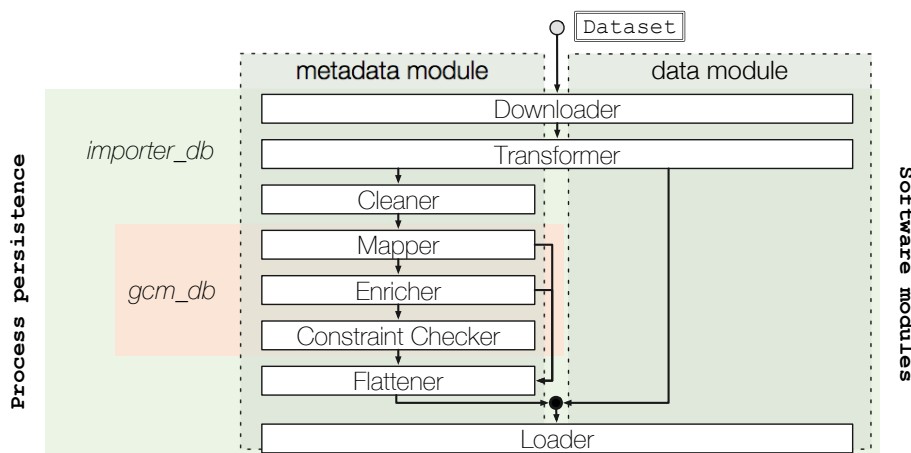 Dataset
metadata module
data module
Downloader
importer_db
Transformer
Cleaner
Mapper
gcm_db
Enricher
Constraint Checker
Flattener
Loader
Process persistence
Software modules